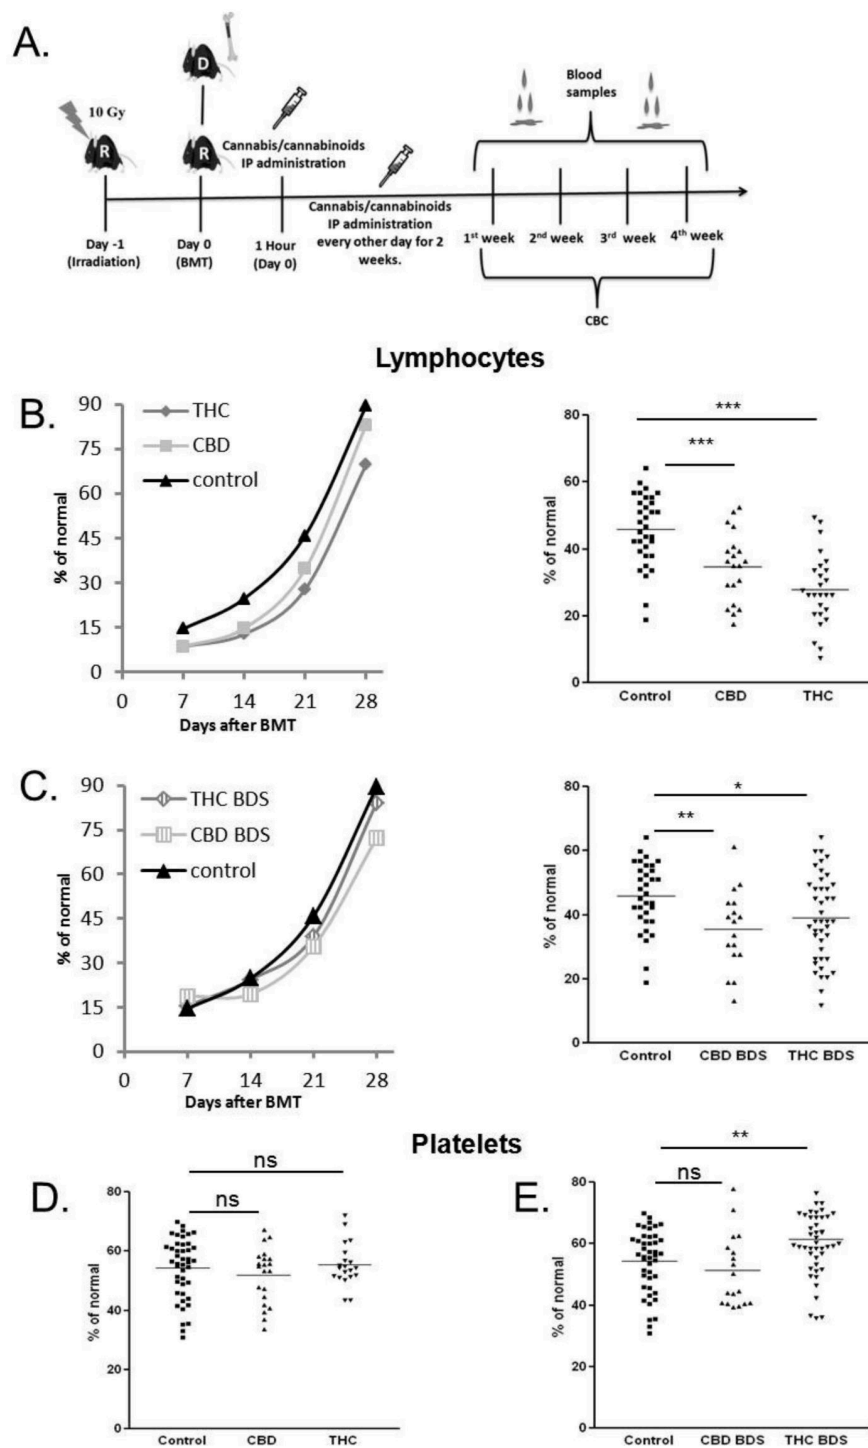 A.
10 Gy
R
D
R
Cannabis/cannabinoids
IP administration
Cannabis/cannabinoids
IP administration
every other day for 2
weeks.
Blood
samples
Day -1
(Irradiation)
Day 0
(BMT)
1 Hour
(Day 0)
1st week
2nd week
3rd week
4th week
CBC
Lymphocytes
B.
% of normal
90
75
60
45
30
15
0
THC
CBD
control
0 7 14 21 28
Days after BMT
% of normal
80
60
40
20
0
***
***
Control CBD THC
C.
% of normal
90
75
60
45
30
15
0
THC BDS
CBD BDS
control
0 7 14 21 28
Days after BMT
% of normal
80
60
40
20
0
*
**
Control CBD BDS THC BDS
Platelets
D.
% of normal
80
60
40
20
0
ns
ns
Control CBD THC
E.
% of normal
80
60
40
20
0
**
ns
Control CBD BDS THC BDS